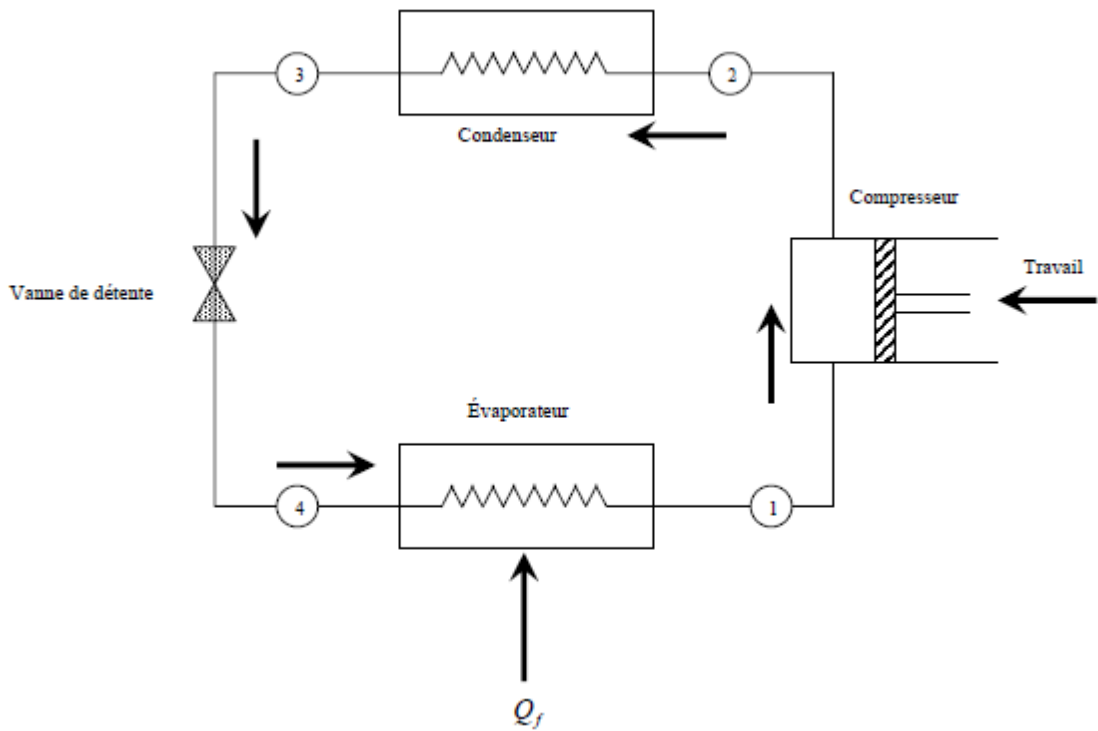 3
2
Condenseur
Compresseur
Travail
Vanne de détente
Évaporateur
4
1
Q_f